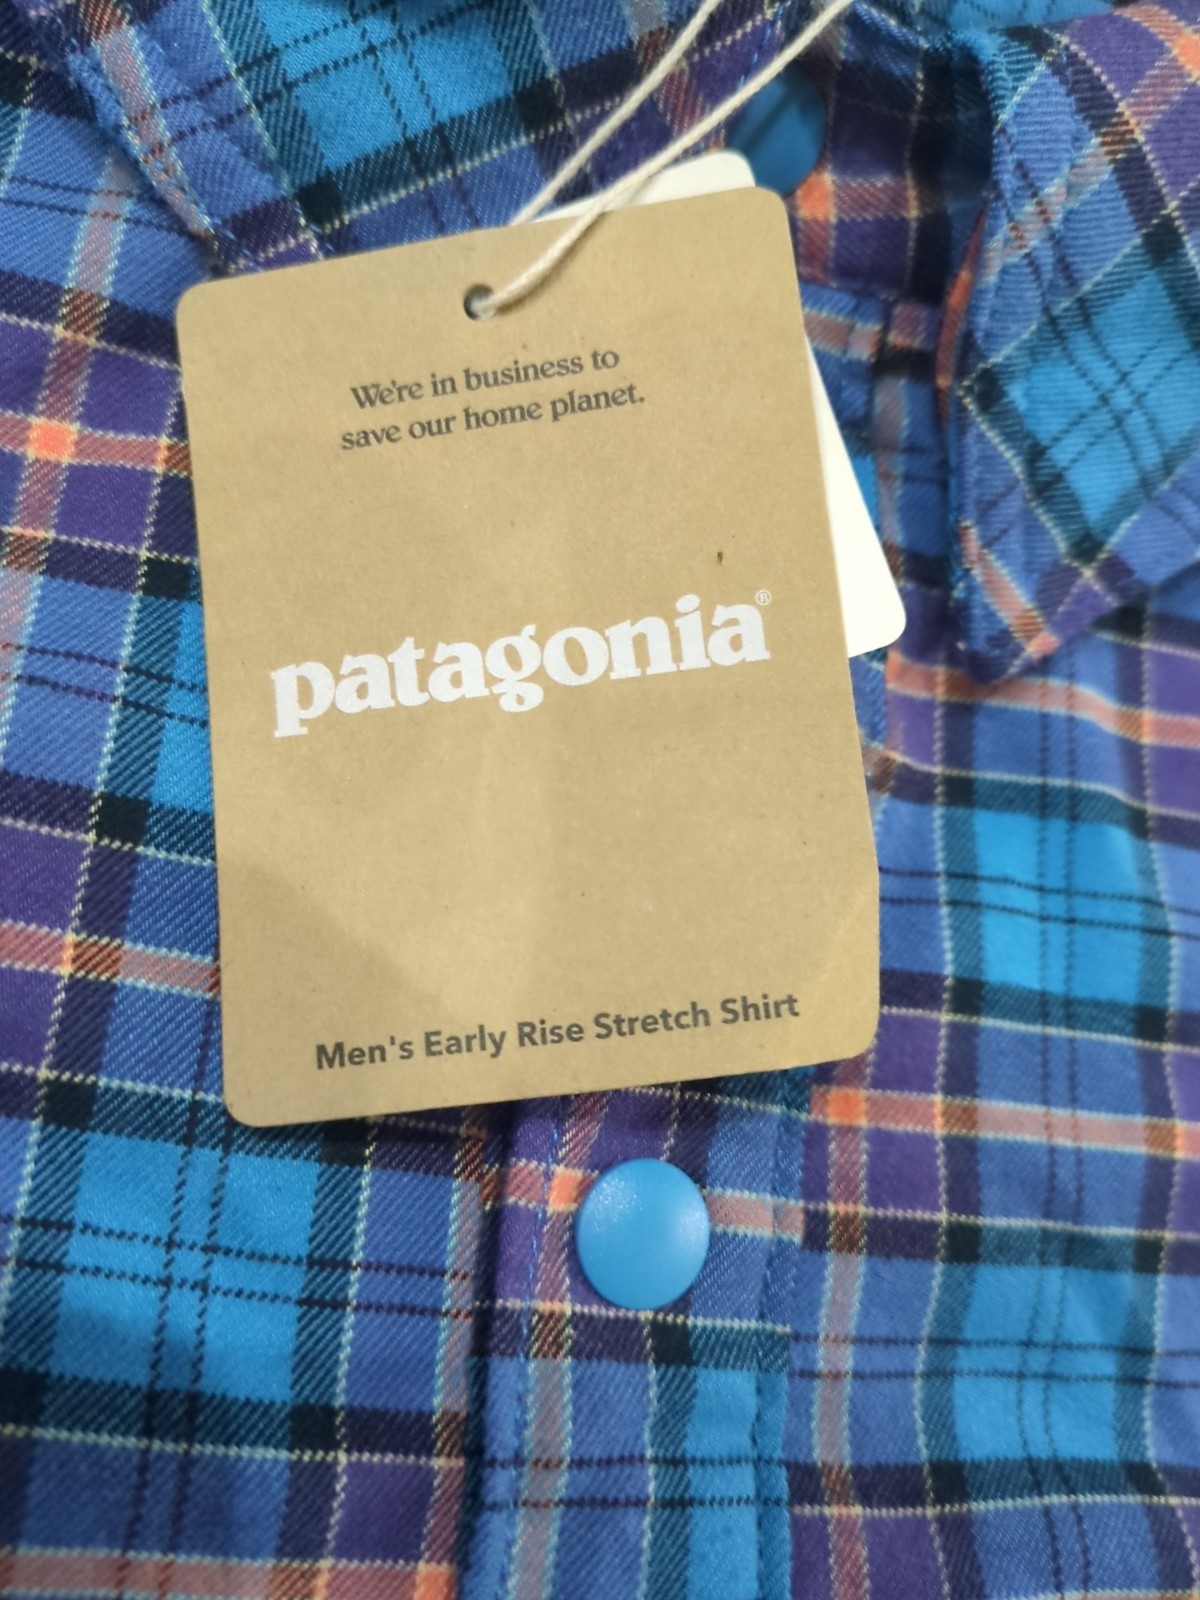 We're in business to
save our home planet.
patagonia®
Men's Early Rise Stretch Shirt